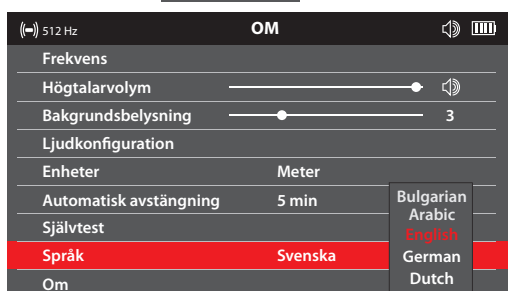 512 Hz OM
Frekvens
Högtalarvolym
Bakgrundsbelysning 3
Ljudkonfiguration
Enheter Meter
Automatisk avstängning 5 min
Självtest
Språk Svenska
Om
Bulgarian
Arabic
English
German
Dutch